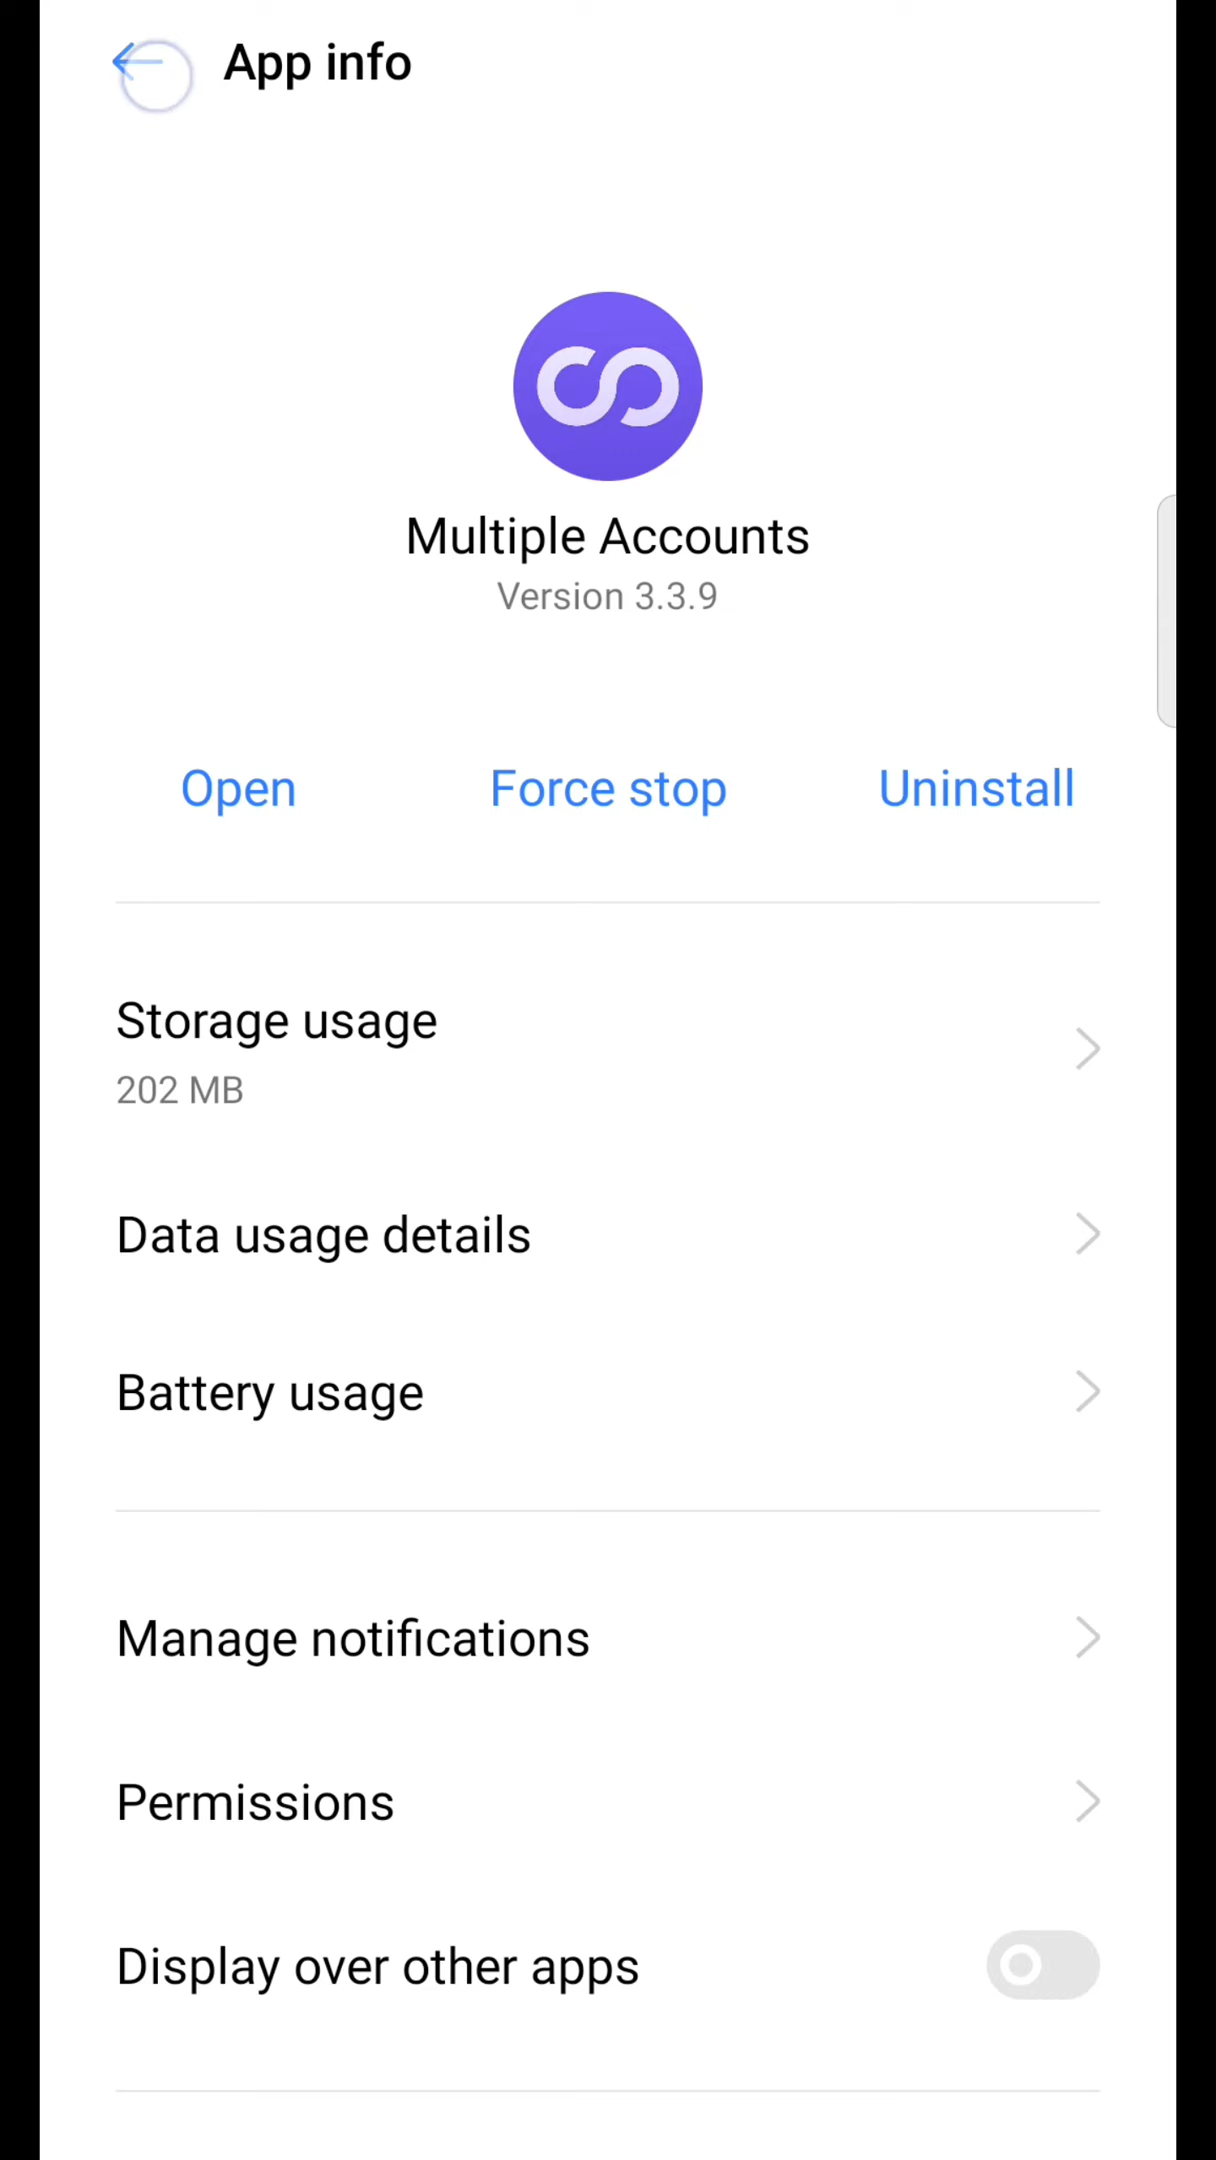 App info
Multiple Accounts
Version 3.3.9
Open Force stop Uninstall
Storage usage
202 MB
Data usage details
Battery usage
Manage notifications
Permissions
Display over other apps